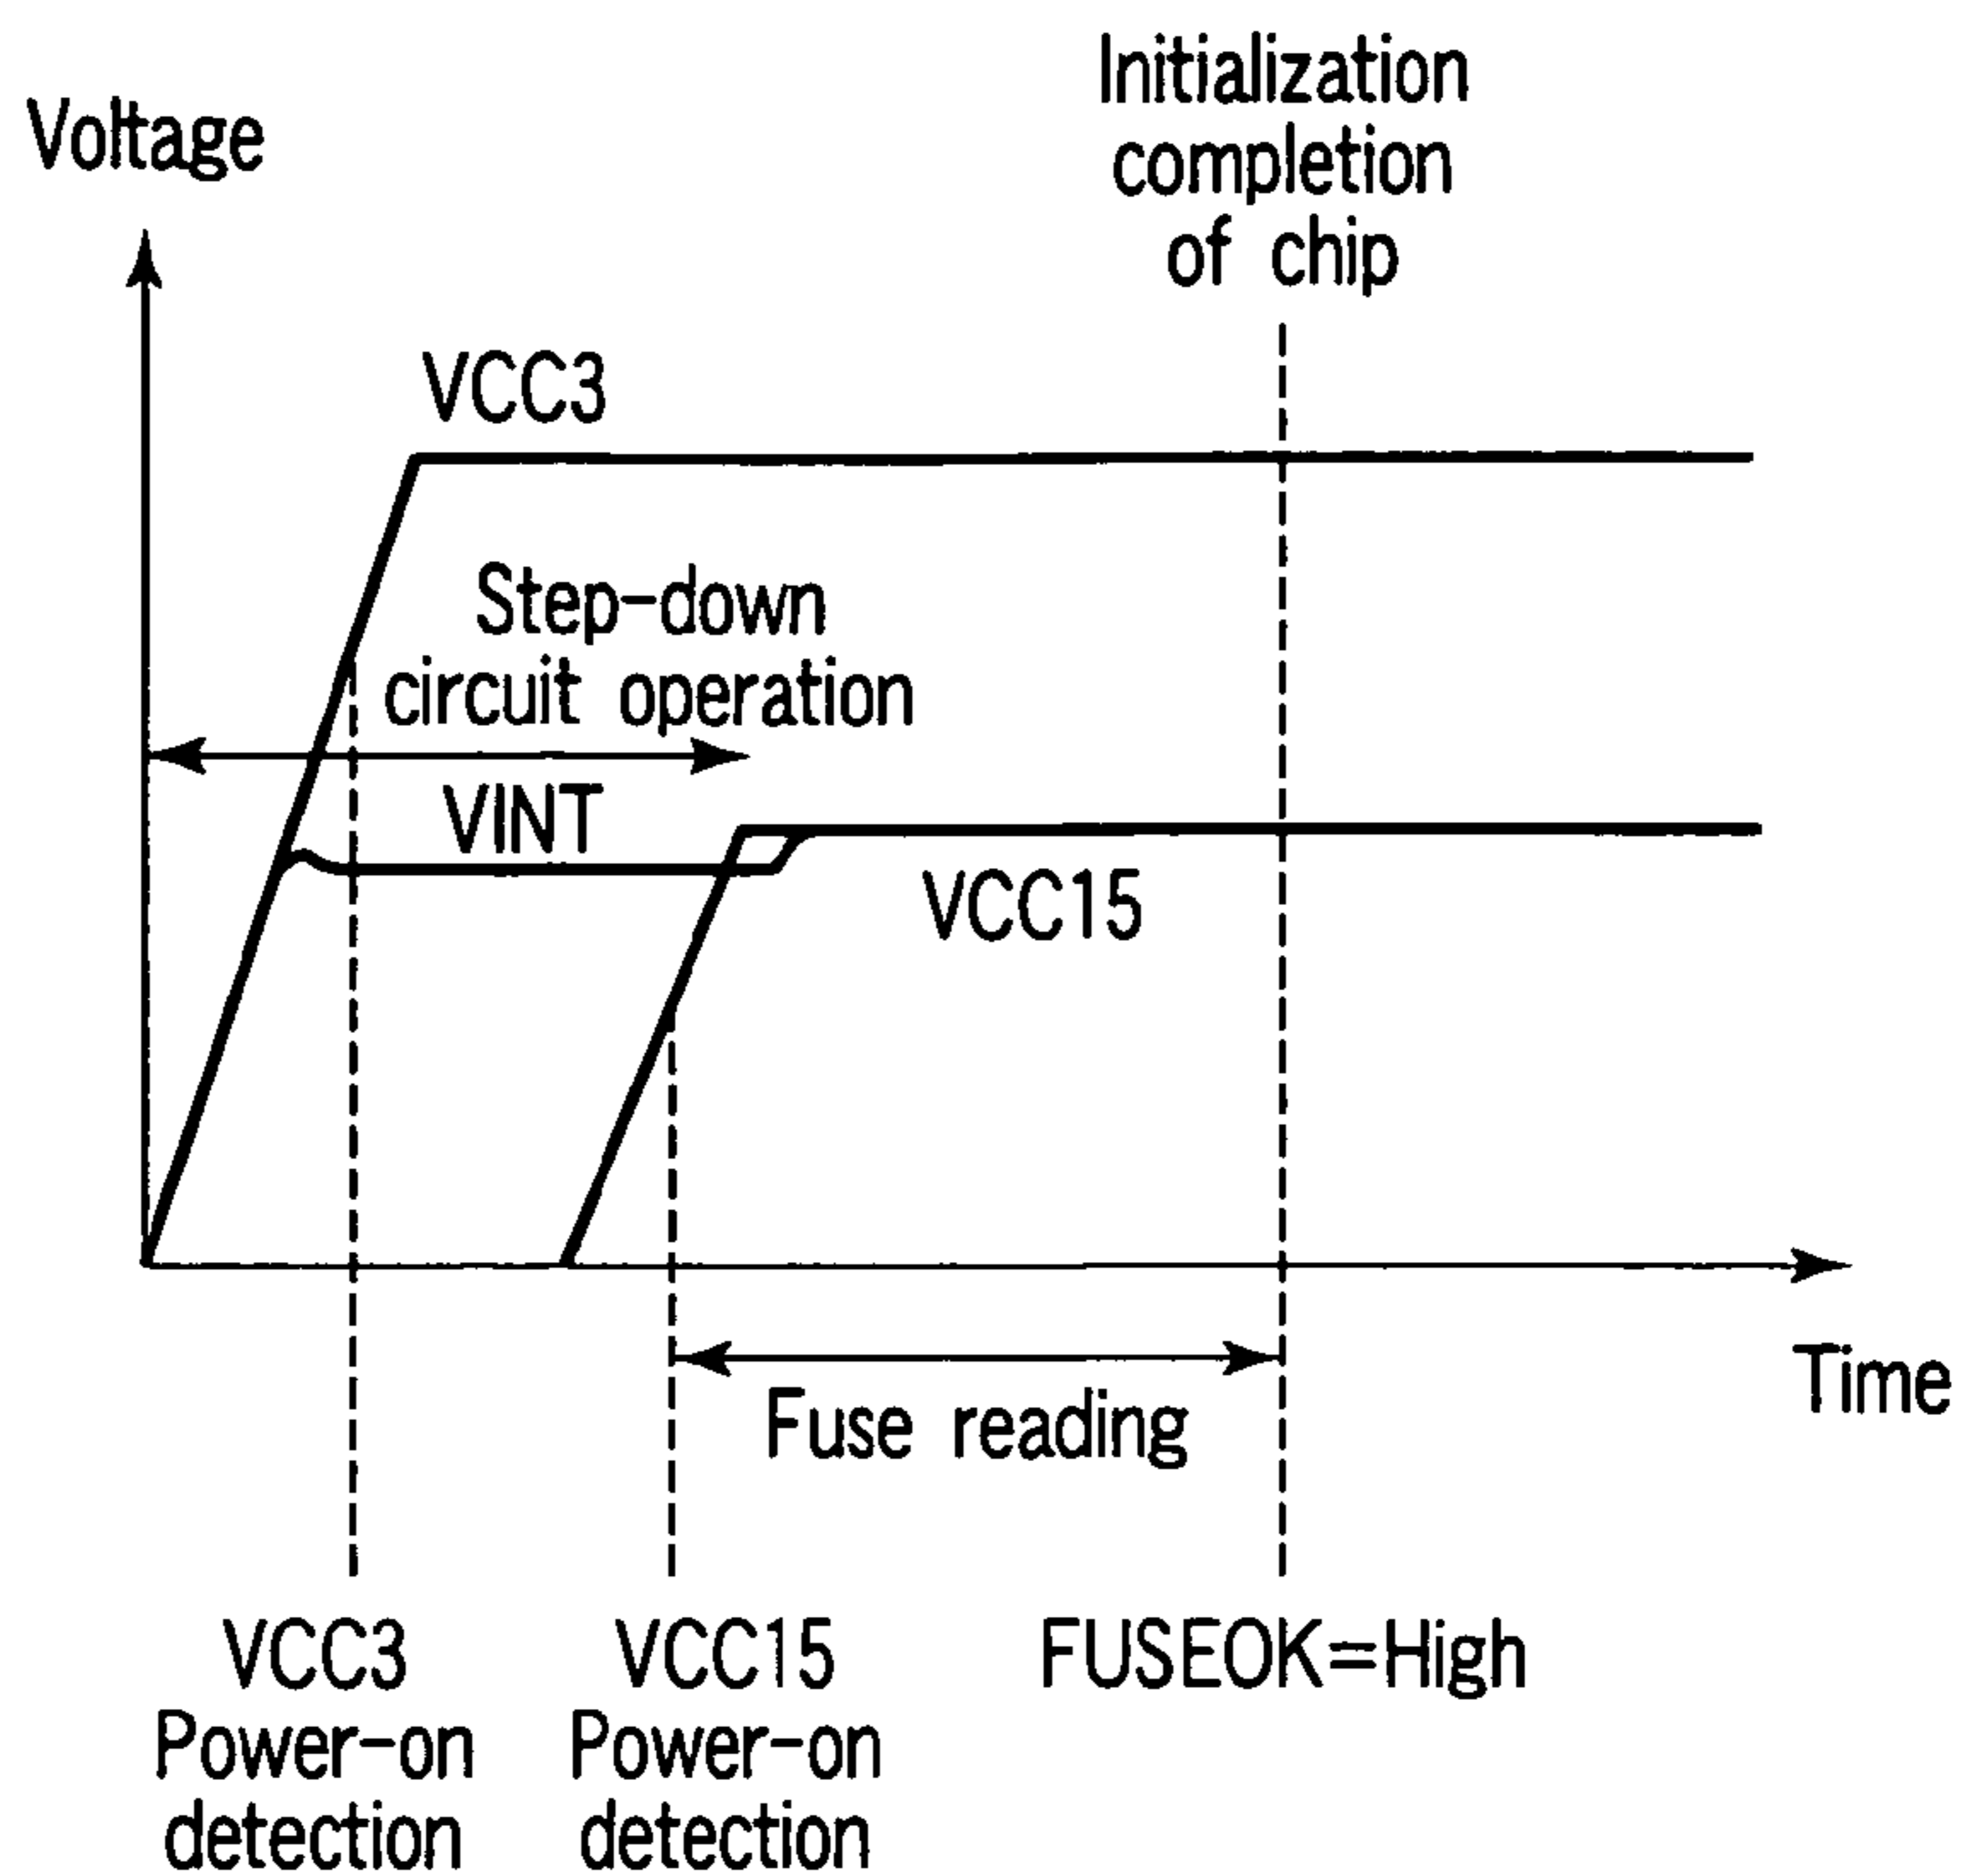 Initialization
completion
of chip
Voltage
VCC3
Step-down
circuit operation
VINT
VCC15
Time
Fuse reading
VCC3
Power-on
detection
VCC15
Power-on
detection
FUSEOK=High